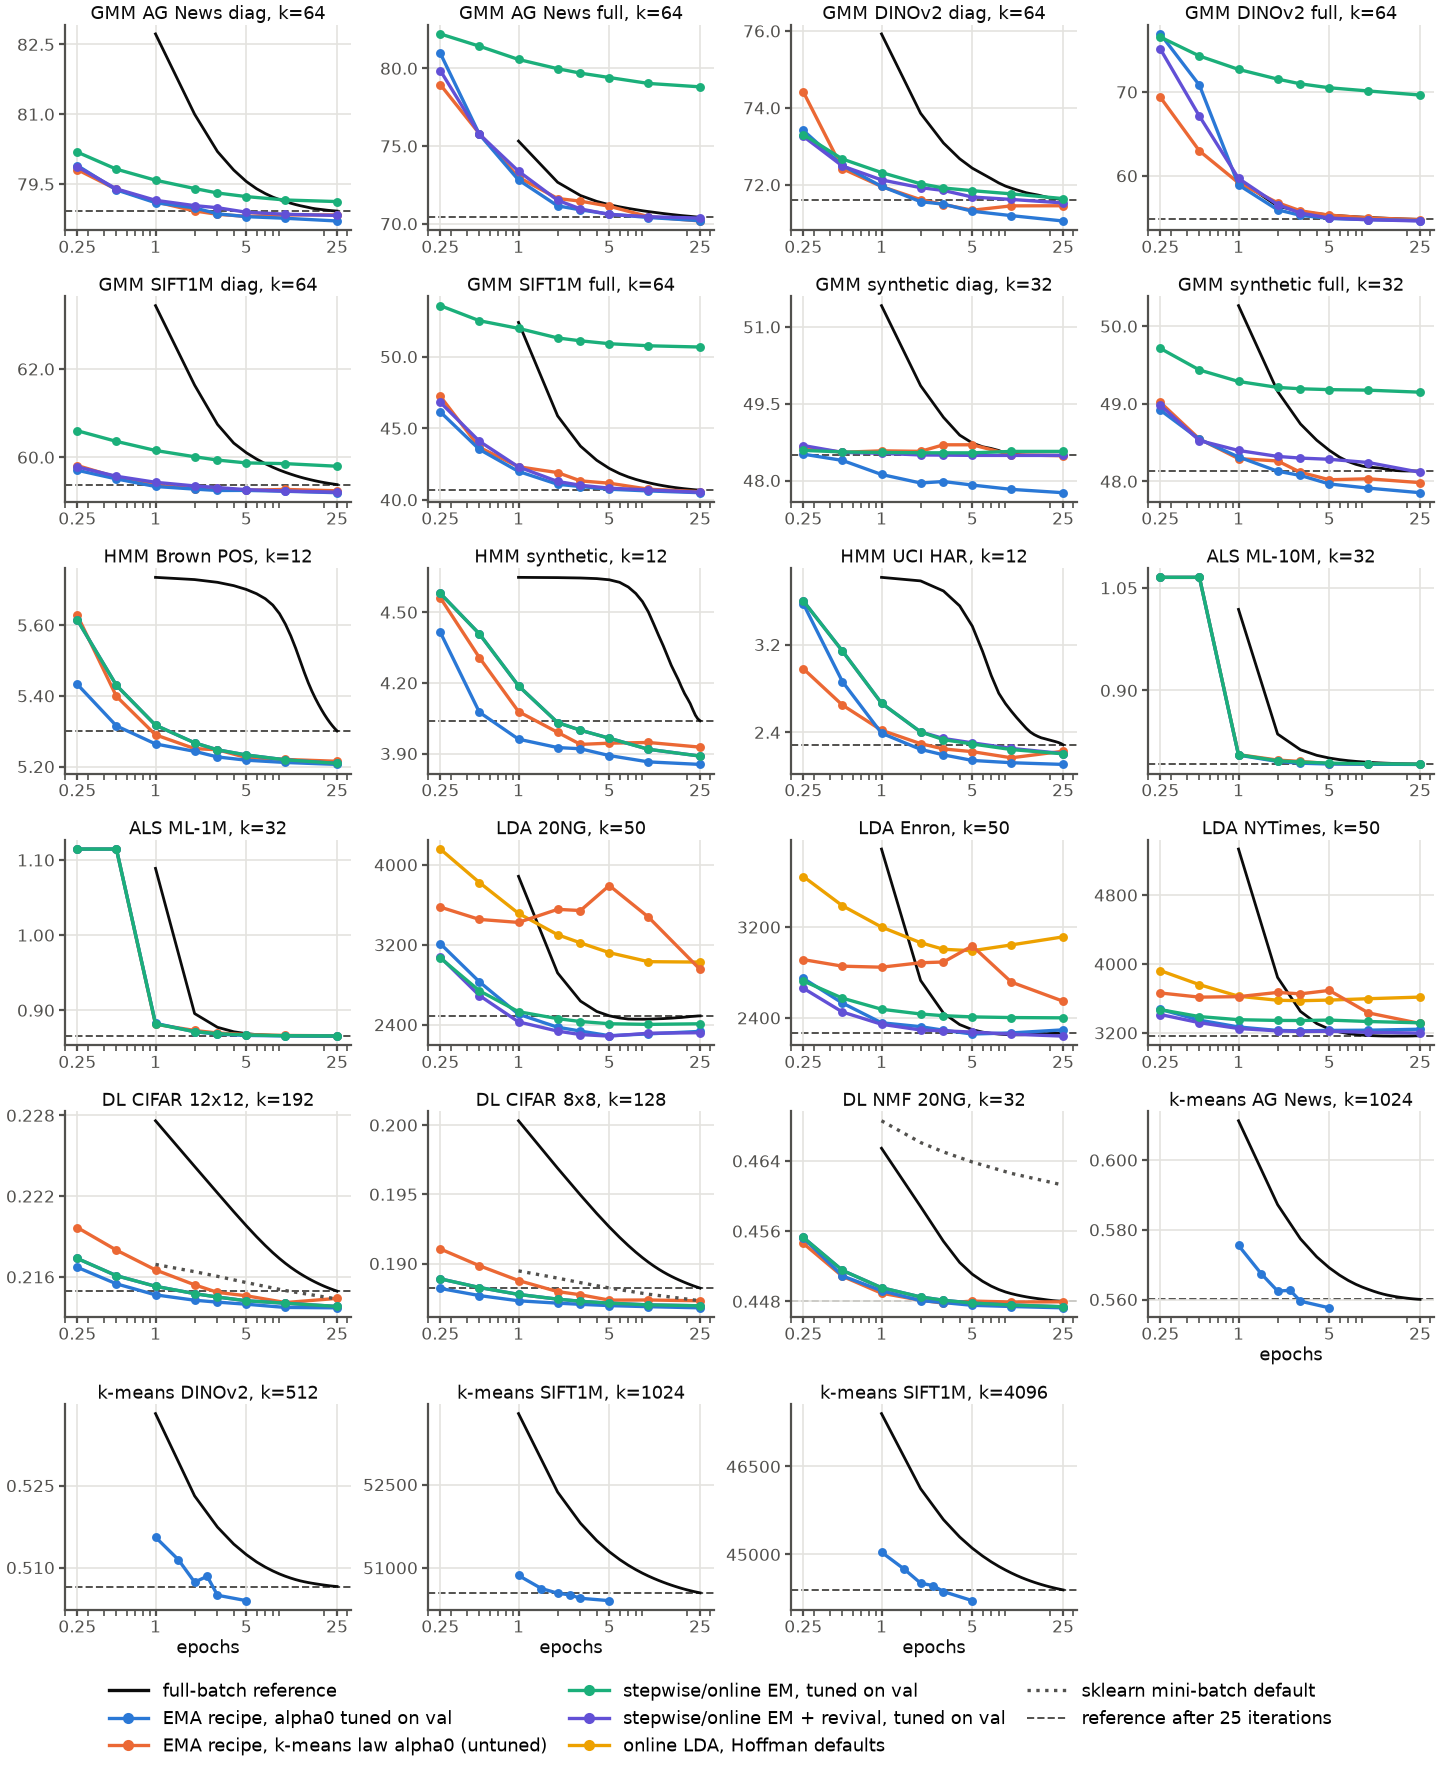 GMM AG News diag, k=64
82.5
81.0
79.5
0.25 1 5 25
GMM AG News full, k=64
80.0
75.0
70.0
0.25 1 5 25
GMM DINOv2 diag, k=64
76.0
74.0
72.0
0.25 1 5 25
GMM DINOv2 full, k=64
70
60
0.25 1 5 25
GMM SIFT1M diag, k=64
62.0
60.0
0.25 1 5 25
GMM SIFT1M full, k=64
50.0
45.0
40.0
0.25 1 5 25
GMM synthetic diag, k=32
51.0
49.5
48.0
0.25 1 5 25
GMM synthetic full, k=32
50.0
49.0
48.0
0.25 1 5 25
HMM Brown POS, k=12
5.60
5.40
5.20
0.25 1 5 25
HMM synthetic, k=12
4.50
4.20
3.90
0.25 1 5 25
HMM UCI HAR, k=12
3.2
2.4
0.25 1 5 25
ALS ML-10M, k=32
1.05
0.90
0.25 1 5 25
ALS ML-1M, k=32
1.10
1.00
0.90
0.25 1 5 25
LDA 20NG, k=50
4000
3200
2400
0.25 1 5 25
LDA Enron, k=50
3200
2400
0.25 1 5 25
LDA NYTimes, k=50
4800
4000
3200
0.25 1 5 25
DL CIFAR 12x12, k=192
0.228
0.222
0.216
0.25 1 5 25
DL CIFAR 8x8, k=128
0.200
0.195
0.190
0.25 1 5 25
DL NMF 20NG, k=32
0.464
0.456
0.448
0.25 1 5 25
k-means AG News, k=1024
0.600
0.580
0.560
0.25 1 5 25
epochs
k-means DINOv2, k=512
0.525
0.510
0.25 1 5 25
epochs
k-means SIFT1M, k=1024
52500
51000
0.25 1 5 25
epochs
k-means SIFT1M, k=4096
46500
45000
0.25 1 5 25
epochs
full-batch reference
EMA recipe, alpha0 tuned on val
EMA recipe, k-means law alpha0 (untuned)
stepwise/online EM, tuned on val
stepwise/online EM + revival, tuned on val
online LDA, Hoffman defaults
sklearn mini-batch default
reference after 25 iterations